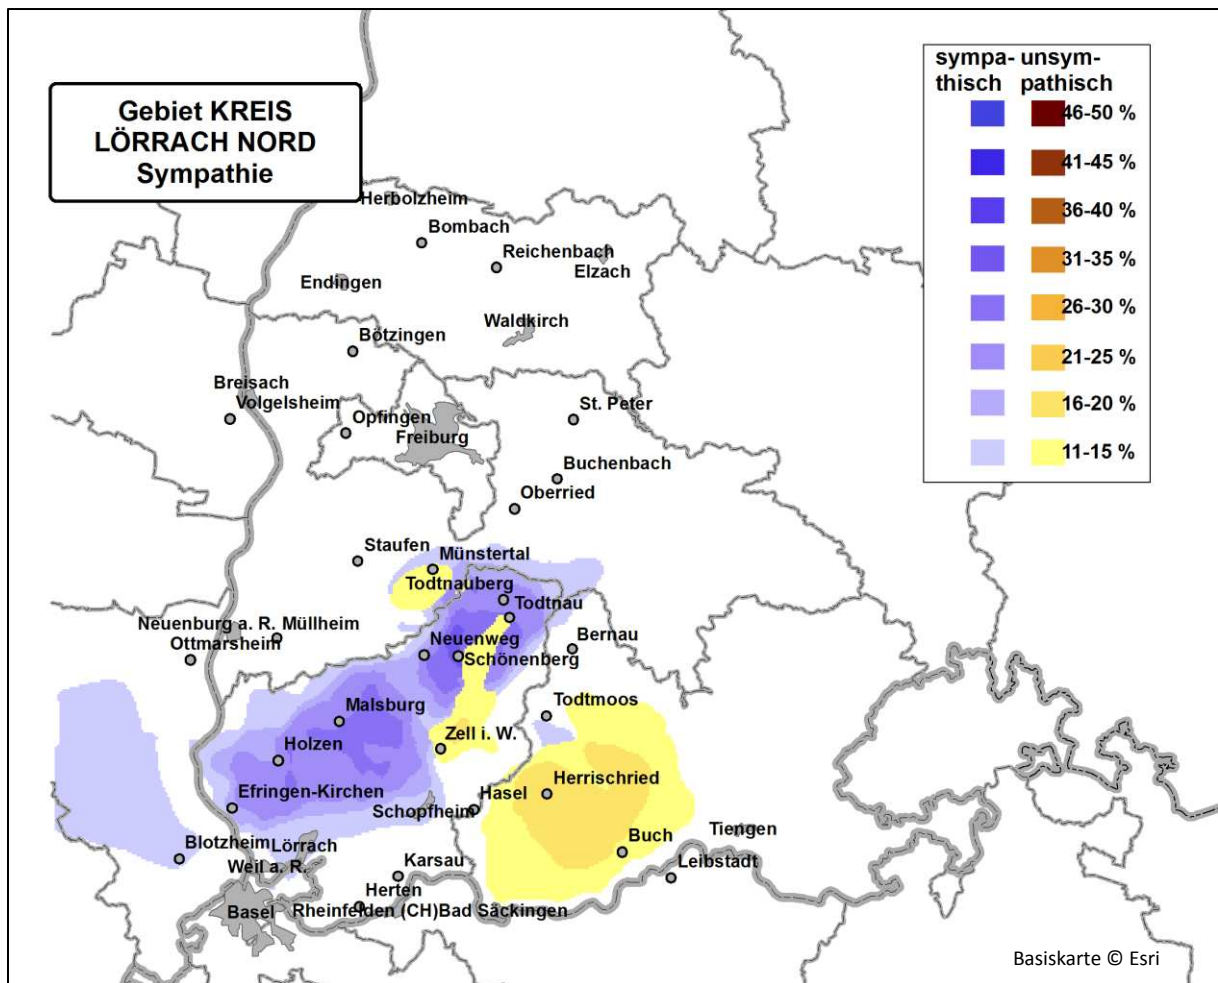 Gebiet KREIS
LÖRRACH NORD
Sympathie
sympa-
thisch
unsym-
pathisch
46-50 %
41-45 %
36-40 %
31-35 %
26-30 %
21-25 %
16-20 %
11-15 %
Herbolzheim
Bombach
Reichenbach
Elzach
Endingen
Waldkirch
Bötzingen
Breisach
Volgelsheim
Opfingen
Freiburg
St. Peter
Buchenbach
Oberried
Staufen
Münstertal
Todtnauberg
Todtnau
Neuenburg a. R.
Müllheim
Ottmarsheim
Neuenweg
Schönenberg
Bernau
Malsburg
Todtmoos
Holzen
Zell i. W.
Efringen-Kirchen
Schopfheim
Hasel
Herrischried
Blotzheim
Lörrach
Buch
Tiengen
Weil a. R.
Karsau
Leibstadt
Herten
Basel
Rheinfelden (CH)
Bad Säckingen
Basiskarte © Esri